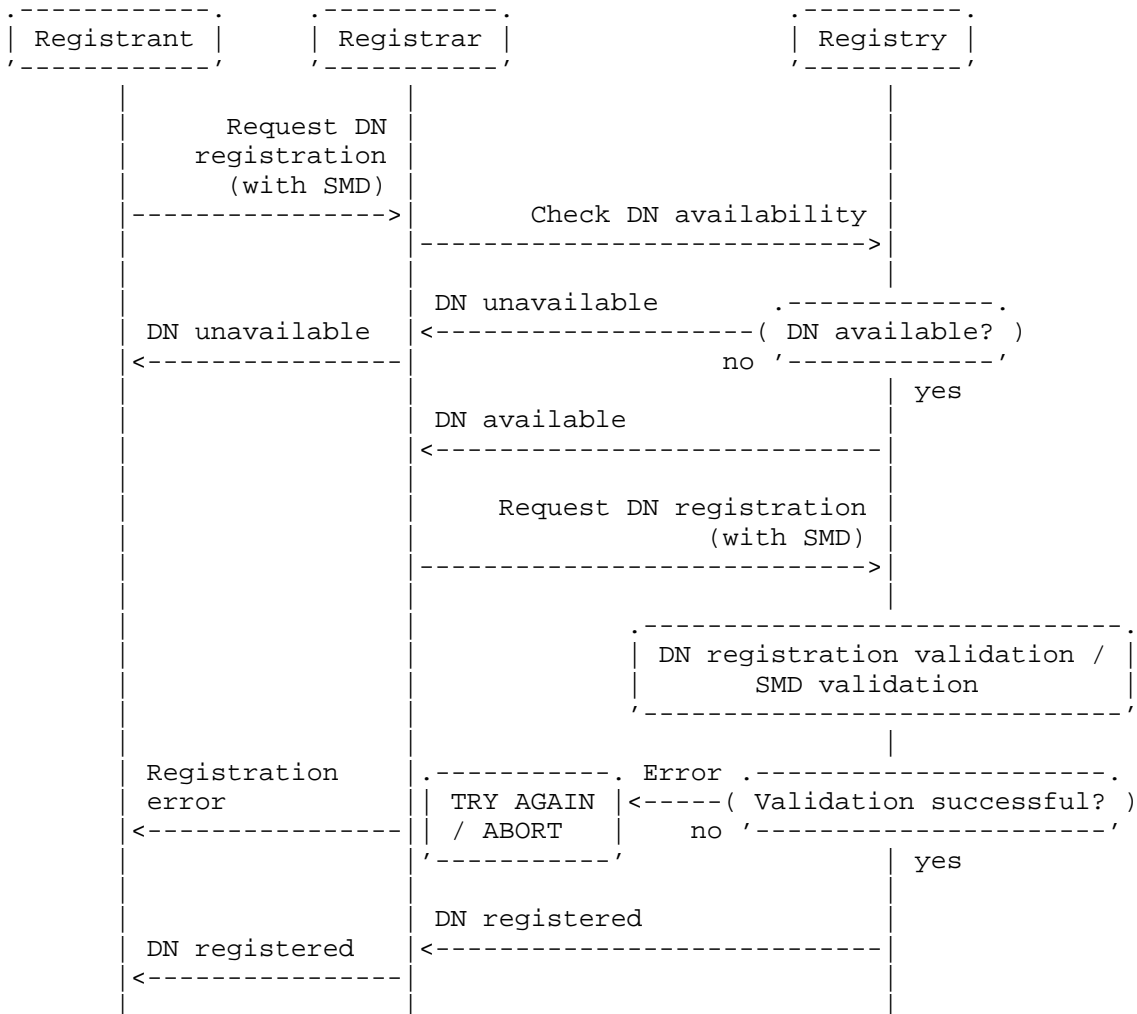 Registrant Registrar Registry
Request DN
registration
(with SMD)
Check DN availability
DN unavailable
DN unavailable DN available?
no
yes
DN available
Request DN registration
(with SMD)
DN registration validation /
SMD validation
Registration Error
error TRY AGAIN Validation successful?
/ ABORT no
yes
DN registered
DN registered